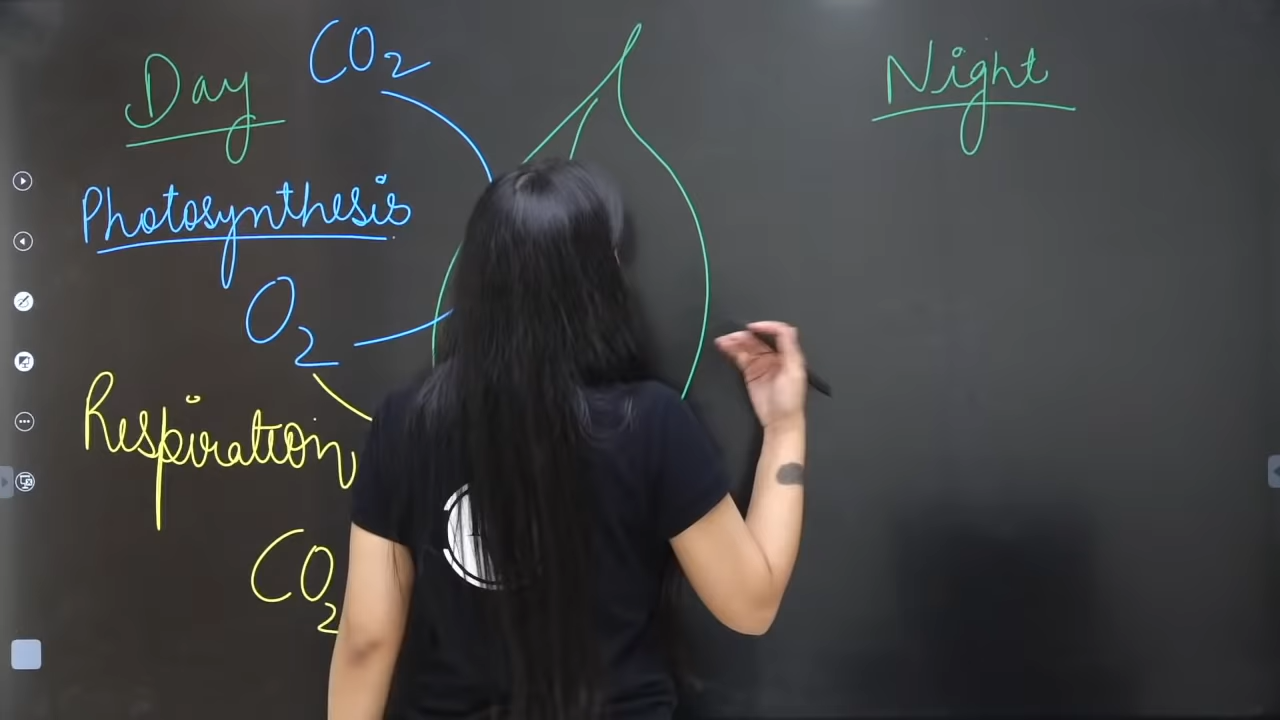 Day
CO2
Night
Photosynthesis
O2
Respiration
CO2